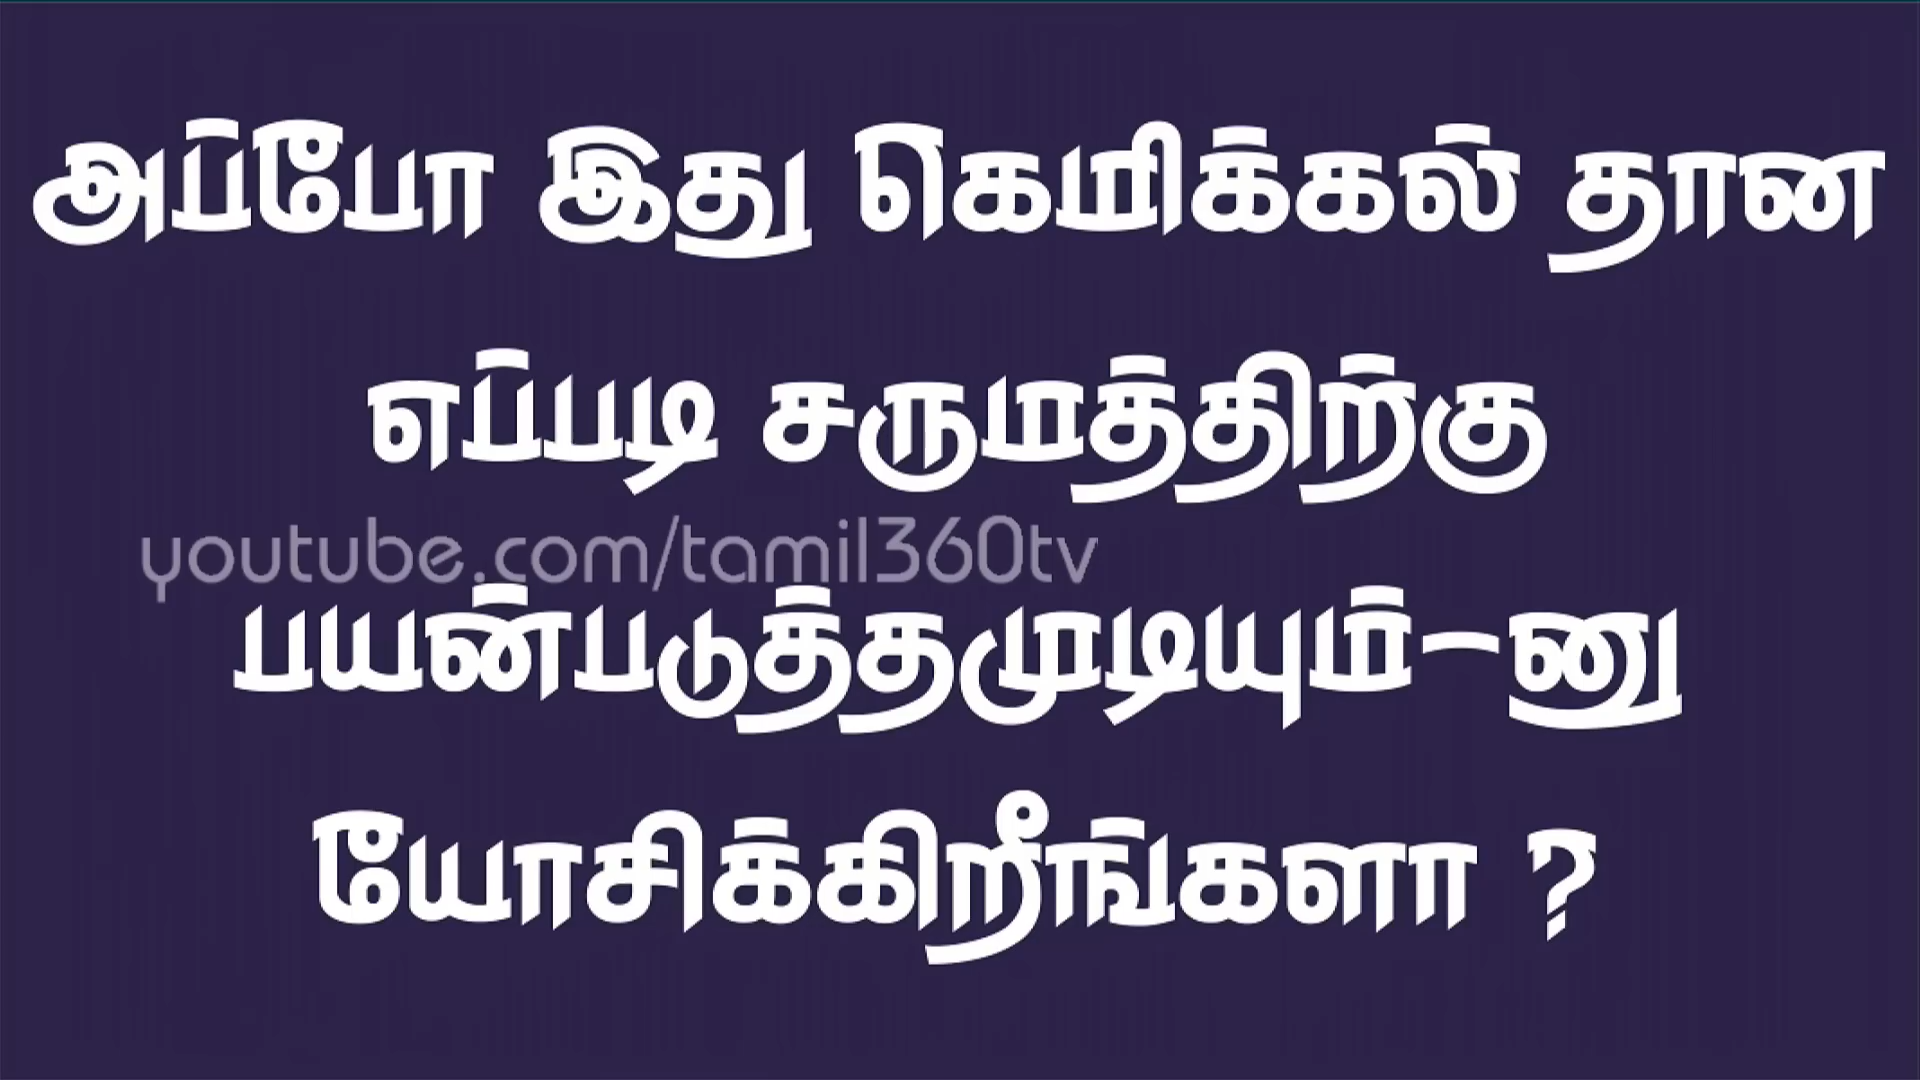 அப்போ இது கெமிக்கல் தான
எப்படி சருமத்திற்கு
youtube.com/tamil360tv
பயன்படுத்தமுடியும்-னு
யோசிக்கிறீங்களா ?